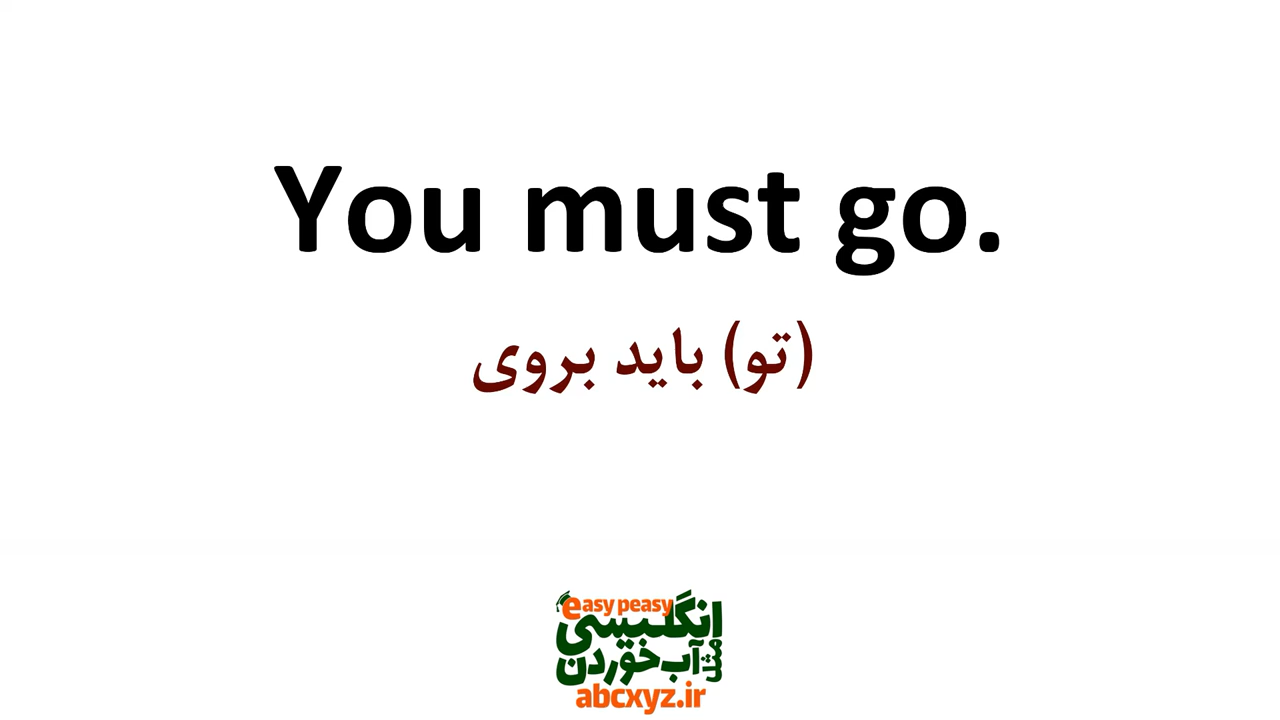 You must go.
(تو) باید بروی
easy peasy
انگلیسی
مثل آب خوردن
abcxyz.ir